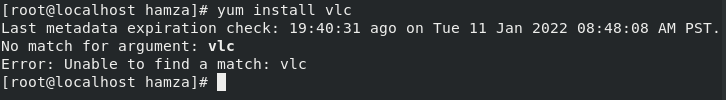 [root@localhost hamza]# yum install vlc
Last metadata expiration check: 19:40:31 ago on Tue 11 Jan 2022 08:48:08 AM PST.
No match for argument: vlc
Error: Unable to find a match: vlc
[root@localhost hamza]#